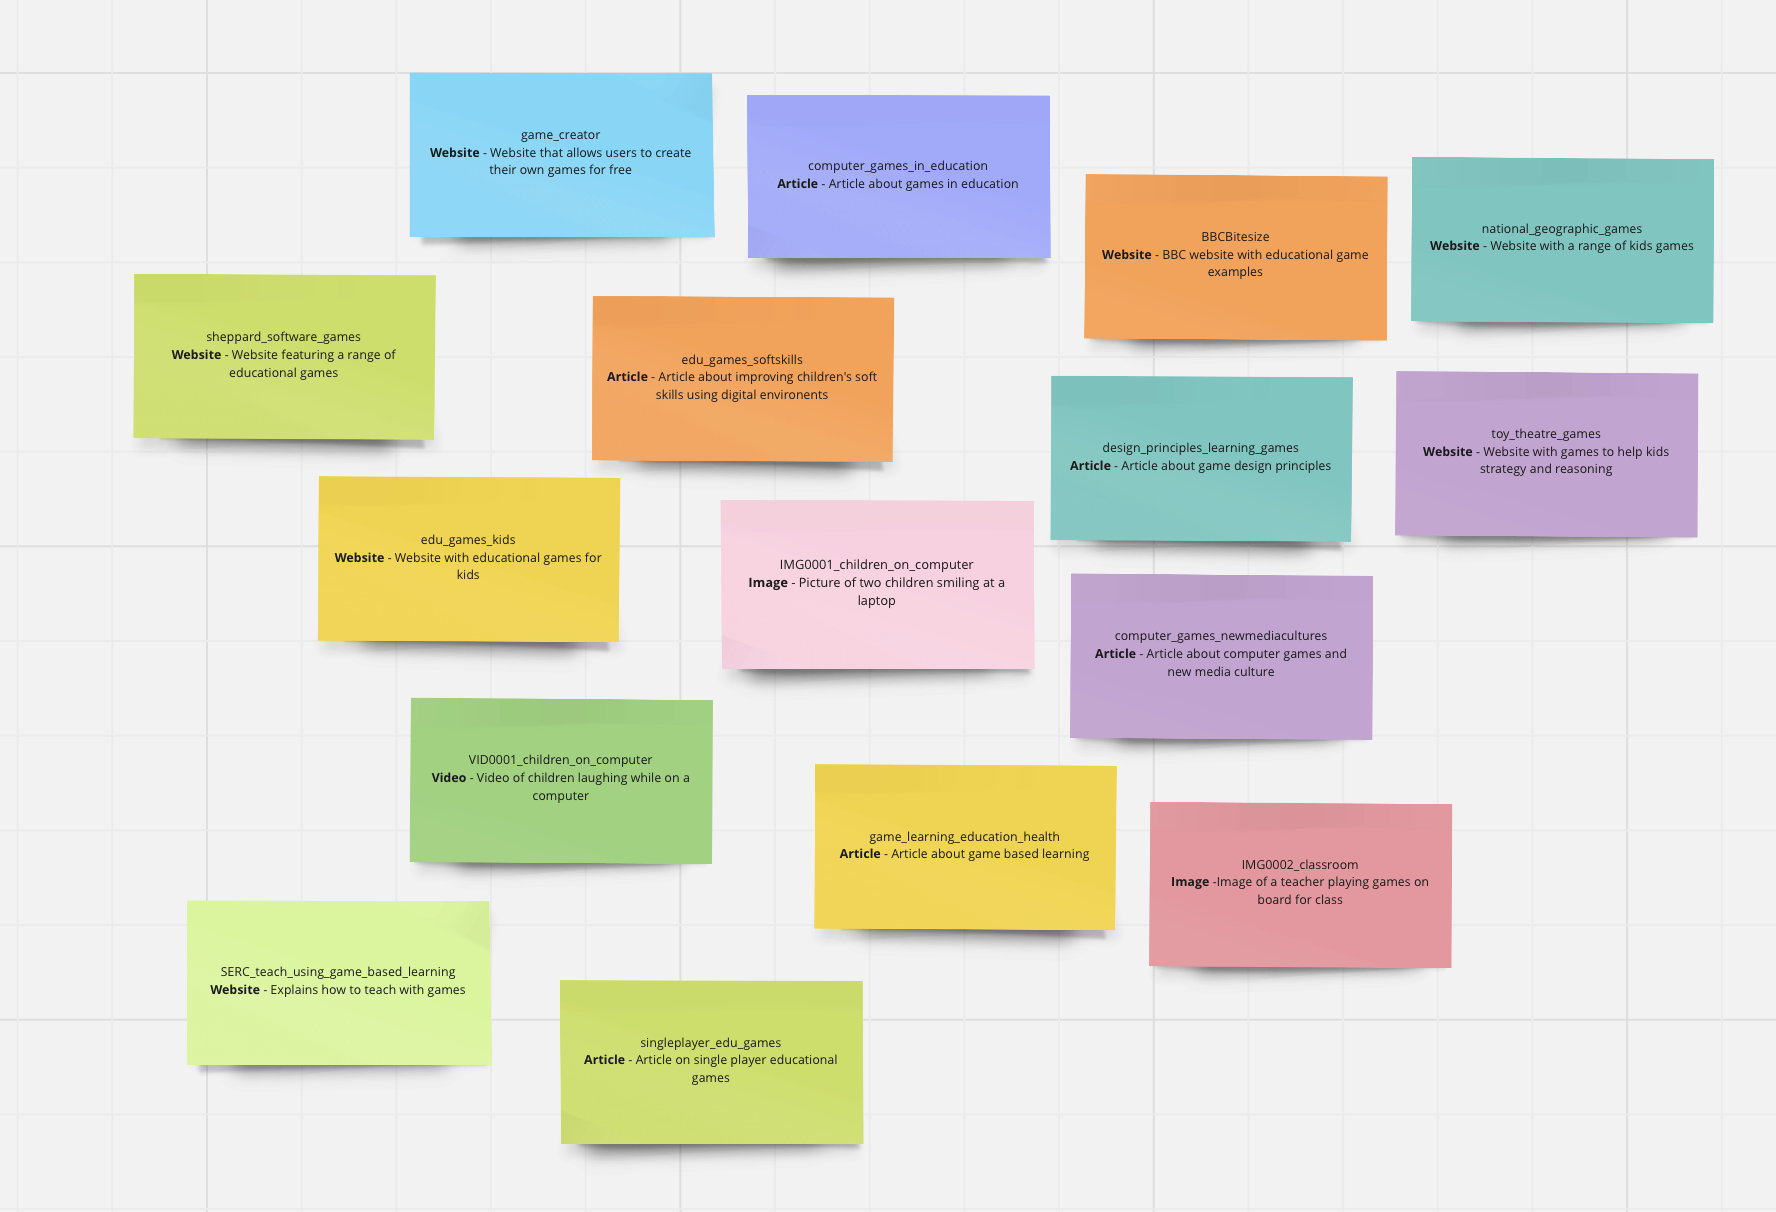 game_creator
Website - Website that allows users to create
their own games for free
computer_games_in_education
Article - Article about games in education
BBCBitesize
Website - BBC website with educational game
examples
national_geographic_games
Website - Website with a range of kids games
sheppard_software_games
Website - Website featuring a range of
educational games
edu_games_softskills
Article - Article about improving children's soft
skills using digital environents
design_principles_learning_games
Article - Article about game design principles
toy_theatre_games
Website - Website with games to help kids
strategy and reasoning
edu_games_kids
Website - Website with educational games for
kids
IMG0001_children_on_computer
Image - Picture of two children smiling at a
laptop
computer_games_newmediacultures
Article - Article about computer games and
new media culture
VID0001_children_on_computer
Video - Video of children laughing while on a
computer
game_learning_education_health
Article - Article about game based learning
IMG0002_classroom
Image -Image of a teacher playing games on
board for class
SERC_teach_using_game_based_learning
Website - Explains how to teach with games
singleplayer_edu_games
Article - Article on single player educational
games